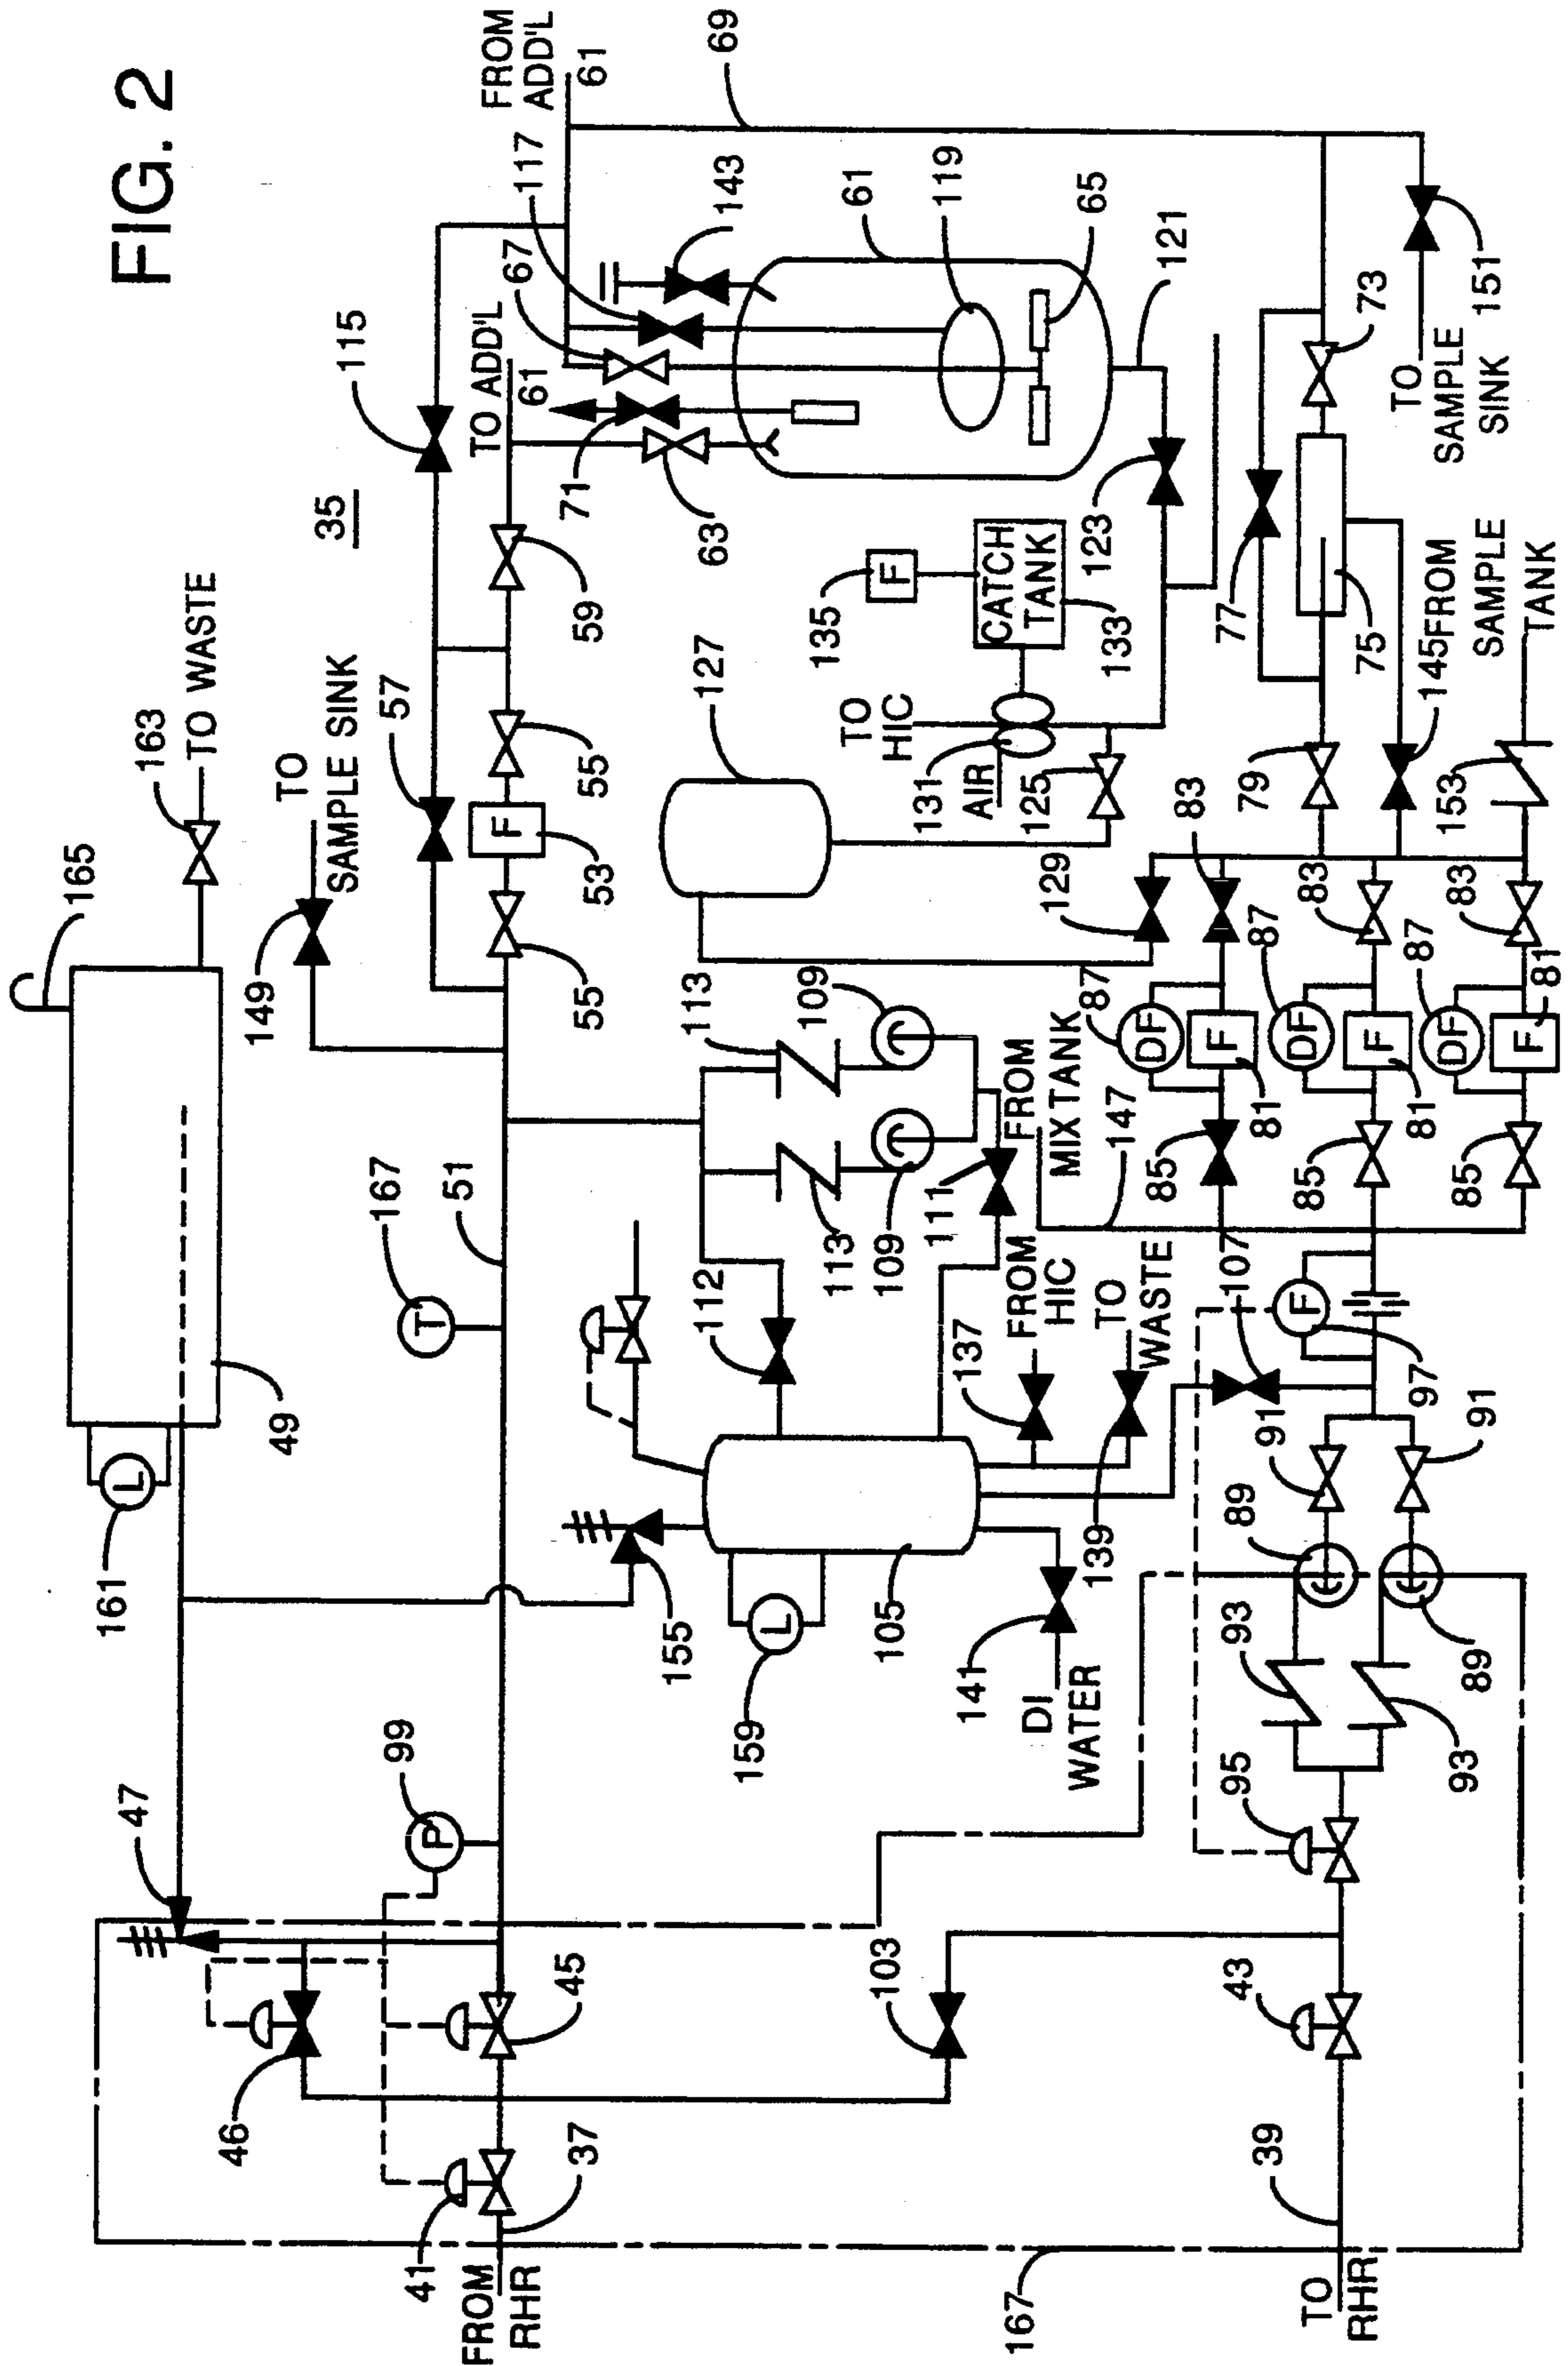 FIG. 2
165
161
47
163
TO WASTE
46
149
49
L
TO
SAMPLE SINK
35
115
41
99
P
167
T
57
51
FROM
RHR
37
45
55
53
F
55
59
TO ADD'L
61
FROM
ADD'L
61
117
67
71
63
143
69
112
113
127
155
159
L
113
109
109
135
F
61
119
105
103
111
131
TO
HIC
AIR
CATCH
TANK
133
65
141
DI
WATER
137
139
FROM
HIC
TO
WASTE
FROM
MIX TANK
147
125
129
123
121
87
DF
83
85
F
81
107
167
TO
RHR
39
43
95
93
89
91
F
97
77
79
73
75
87
DF
83
85
F
81
TO
SAMPLE
SINK
151
145
FROM
SAMPLE
TANK
153
93
89
91
87
DF
83
85
F
81